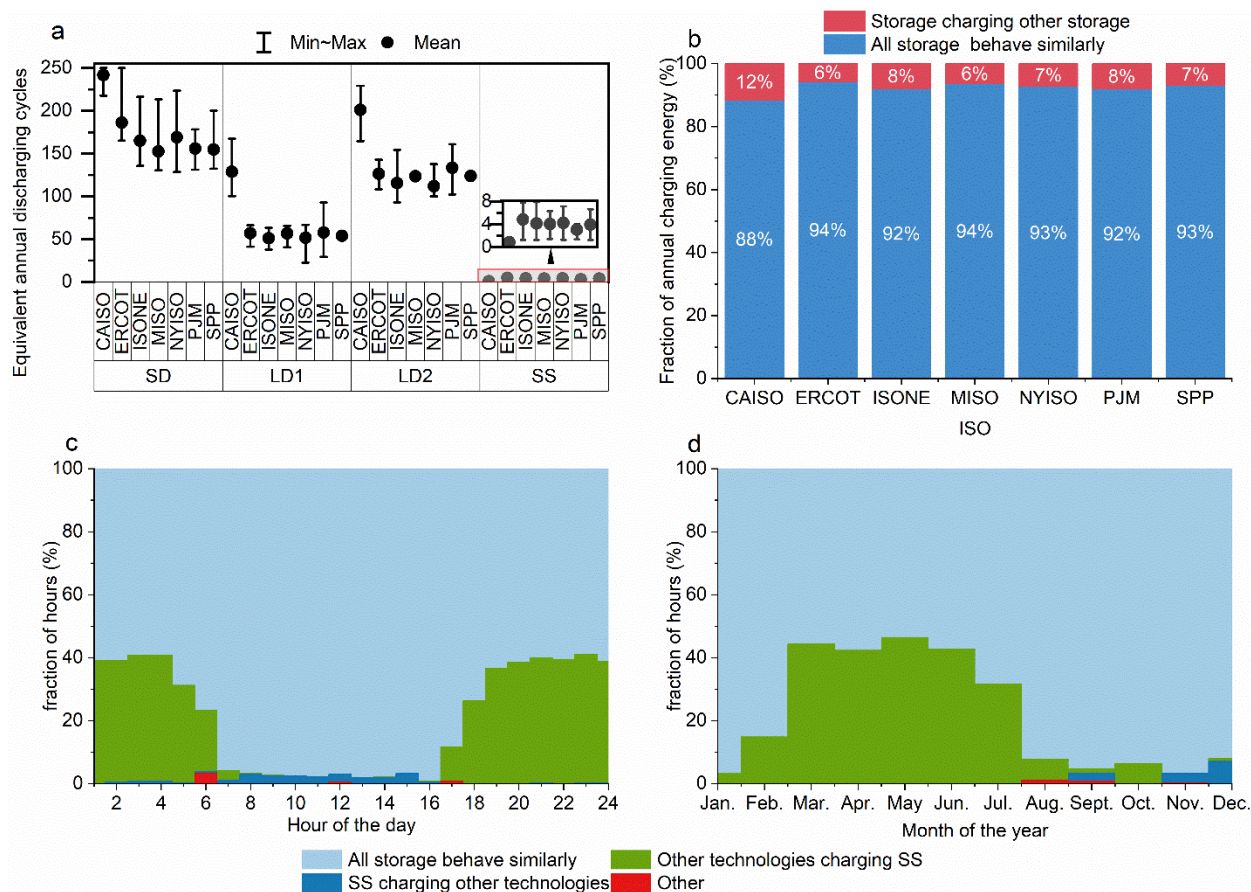 a
Min~Max Mean
Equivalent annual discharging cycles
250
200
150
100
50
0
8
4
0
CAISO ERCOT ISONE MISO NYISO PJM SPP CAISO ERCOT ISONE MISO NYISO PJM SPP CAISO ERCOT ISONE MISO NYISO PJM SPP CAISO ERCOT ISONE MISO NYISO PJM SPP
SD LD1 LD2 SS
b
Storage charging other storage
All storage behave similarly
Fraction of annual charging energy (%)
100
80
60
40
20
0
12% 6% 8% 6% 7% 8% 7%
88% 94% 92% 94% 93% 92% 93%
CAISO ERCOT ISONE MISO NYISO PJM SPP
ISO
c
fraction of hours (%)
100
80
60
40
20
0
2 4 6 8 10 12 14 16 18 20 22 24
Hour of the day
d
fraction of hours (%)
100
80
60
40
20
0
Jan. Feb. Mar. Apr. May Jun. Jul. Aug. Sept. Oct. Nov. Dec.
Month of the year
All storage behave similarly Other technologies charging SS
SS charging other technologies Other